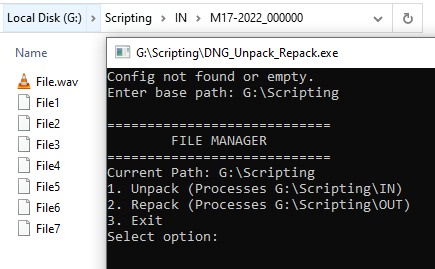 Local Disk (G:) > Scripting > IN > M17-2022_000000
Name
File.wav
File1
File2
File3
File4
File5
File6
File7
G:\Scripting\DNG_Unpack_Repack.exe
Config not found or empty.
Enter base path: G:\Scripting
=============================
FILE MANAGER
=============================
Current Path: G:\Scripting
1. Unpack (Processes G:\Scripting\IN)
2. Repack (Processes G:\Scripting\OUT)
3. Exit
Select option: